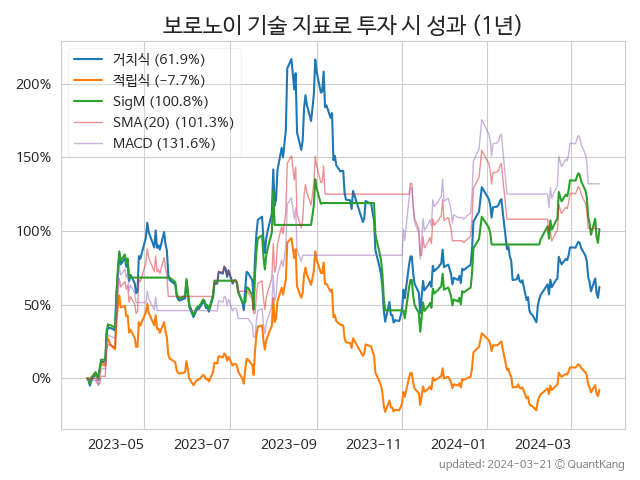 보로노이 기술 지표로 투자 시 성과 (1년)
거치식 (61.9%)
적립식 (-7.7%)
SigM (100.8%)
SMA(20) (101.3%)
MACD (131.6%)
200%
150%
100%
50%
0%
2023-05 2023-07 2023-09 2023-11 2024-01 2024-03
updated: 2024-03-21 © QuantKang